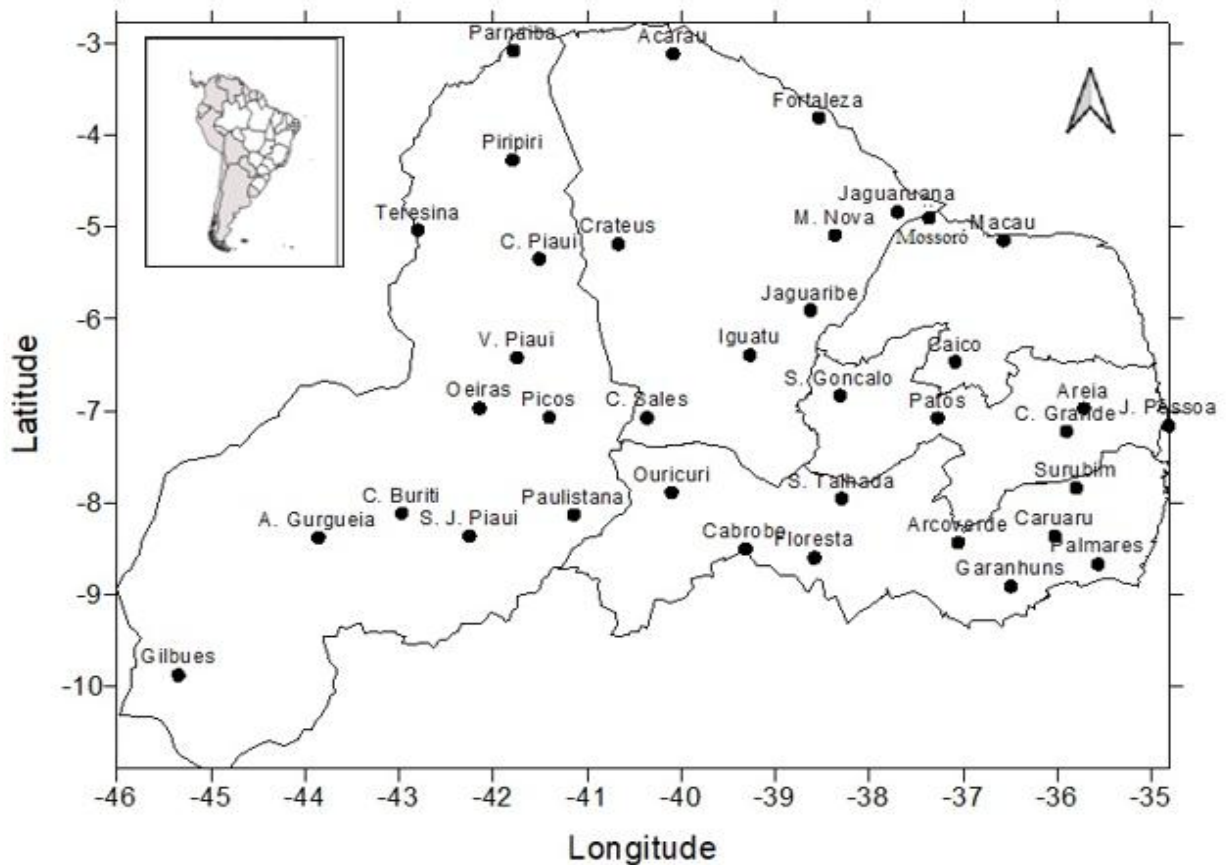 Parnaiba
Acarau
-3
Fortaleza
-4
Piripiri
Jaguaruana
Teresina
M. Nova
Macau
Crateus
Mossoró
-5
C. Piaui
Jaguaribe
-6
V. Piaui
Iguatu
Caico
S. Goncalo
Oeiras
Picos
C. Sales
Patos
Areia
J. Pessoa
C. Grande
-7
Ouricuri
S. Talhada
Surubim
-8
C. Buriti
Paulistana
A. Gurgueia
S. J. Piaui
Cabrobe
Floresta
Arcoverde
Caruaru
Palmares
Garanhuns
-9
Gilbues
-10
-46 -45 -44 -43 -42 -41 -40 -39 -38 -37 -36 -35
Latitude
Longitude